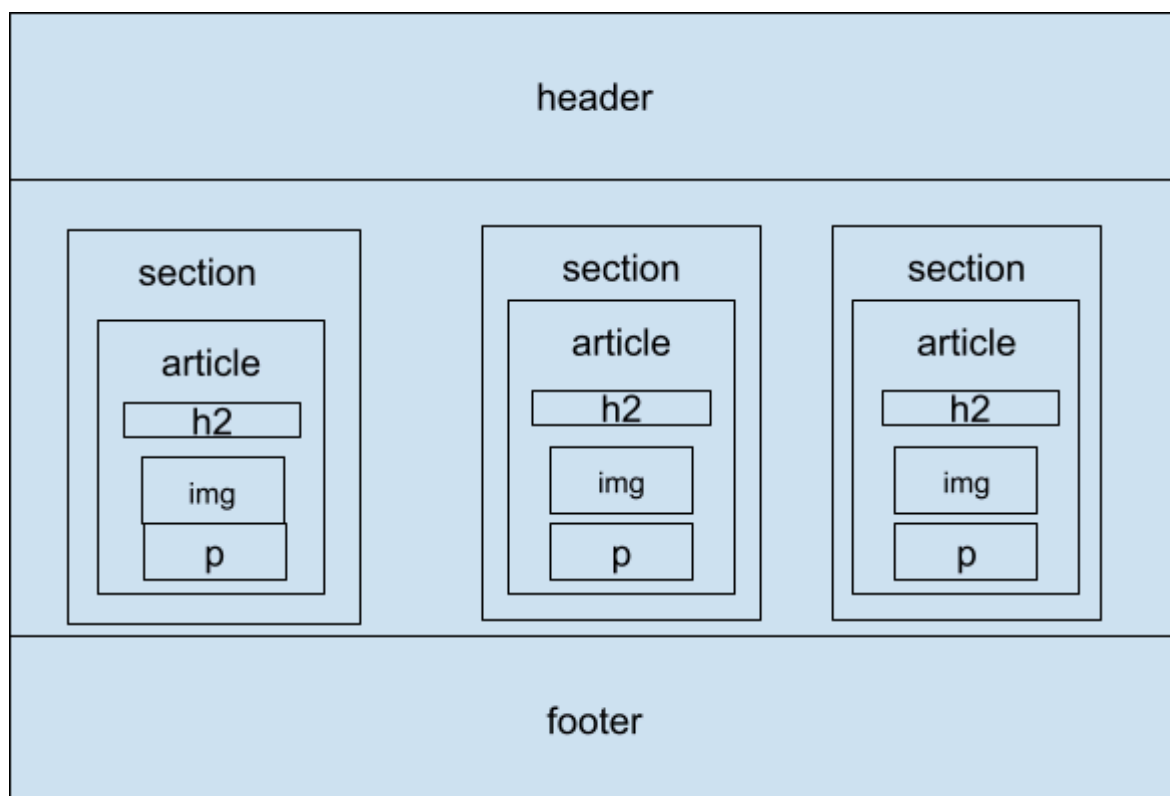 header
section
article
h2
img
p
section
article
h2
img
p
section
article
h2
img
p
footer